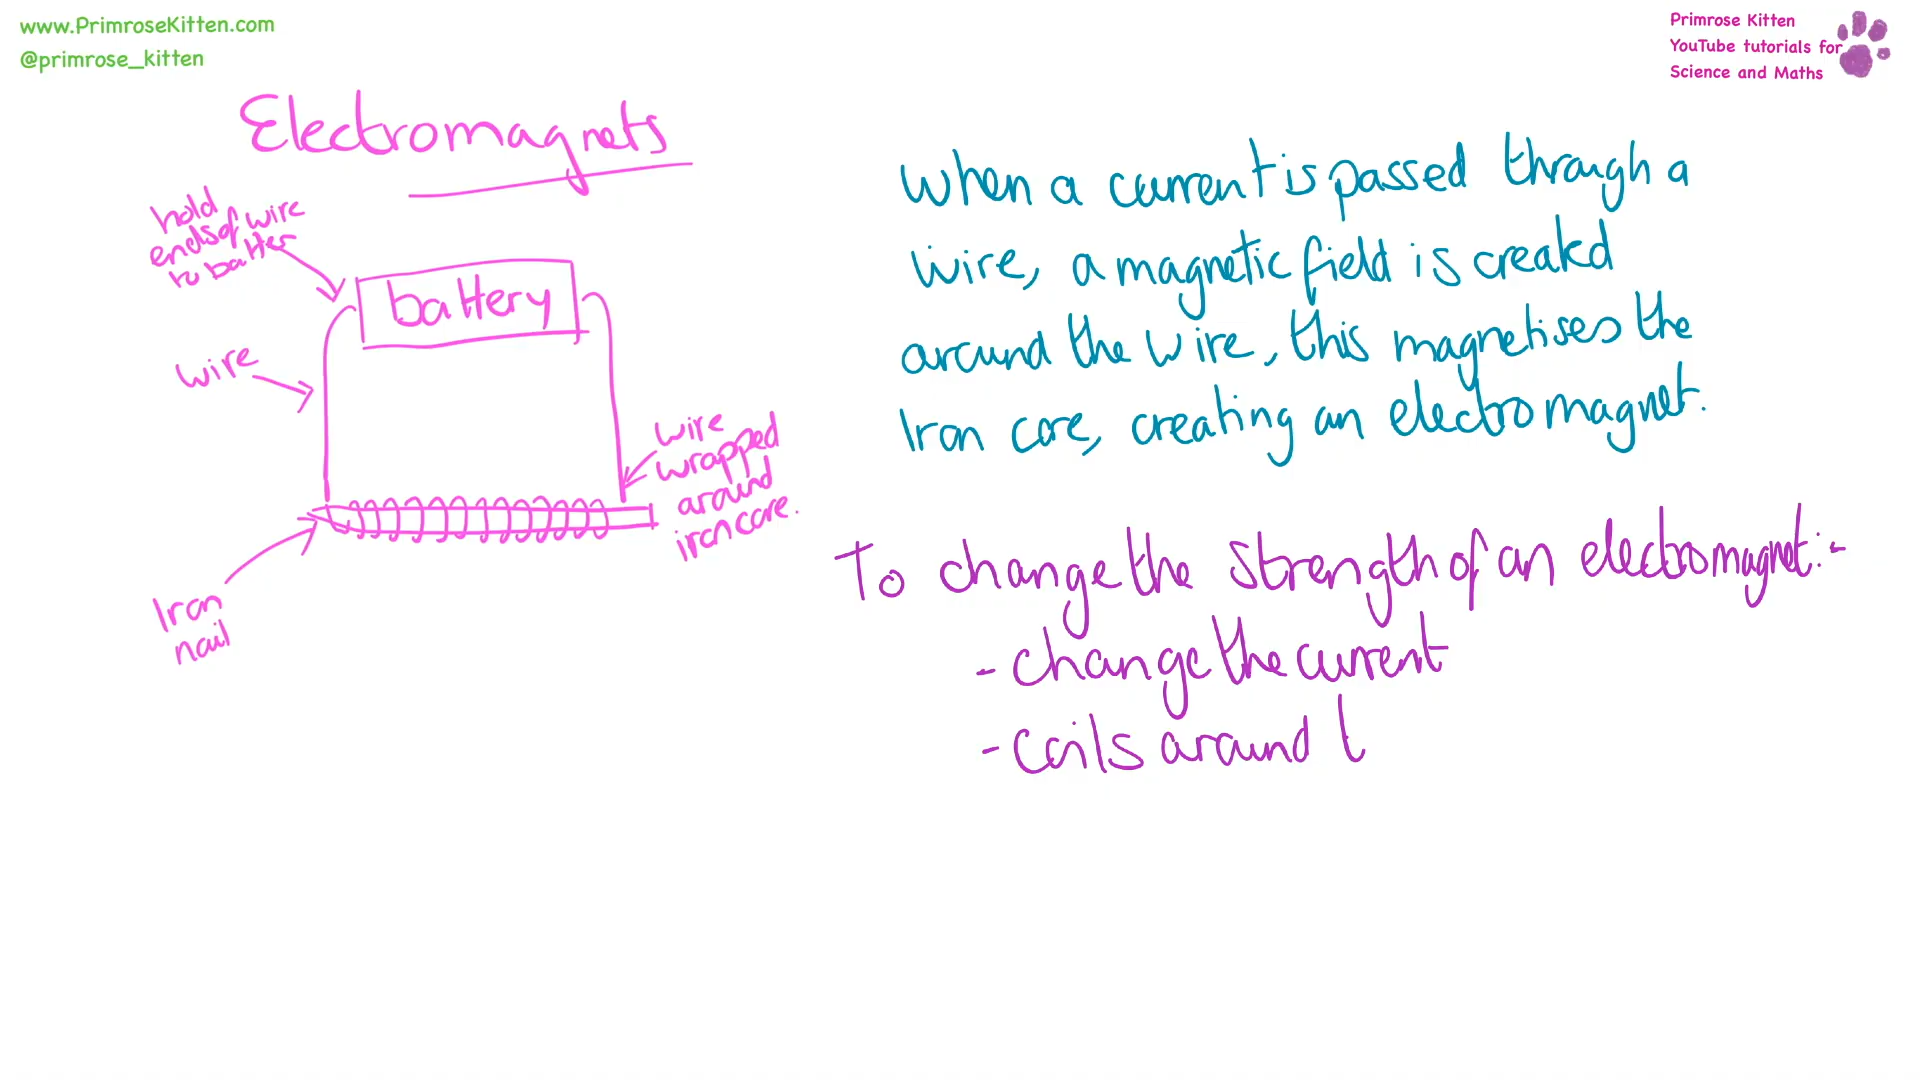 www.PrimroseKitten.com
@primrose_kitten
Primrose Kitten
YouTube tutorials for
Science and Maths
Electromagnets
hold
ends of wire
to batter
battery
wire
wire
wrapped
around
iron core.
Iron
nail
When a current is passed through a
wire, a magnetic field is created
around the wire, this magnetises the
Iron core, creating an electromagnet.
To change the strength of an electromagnet:-
- change the current
- coils around t